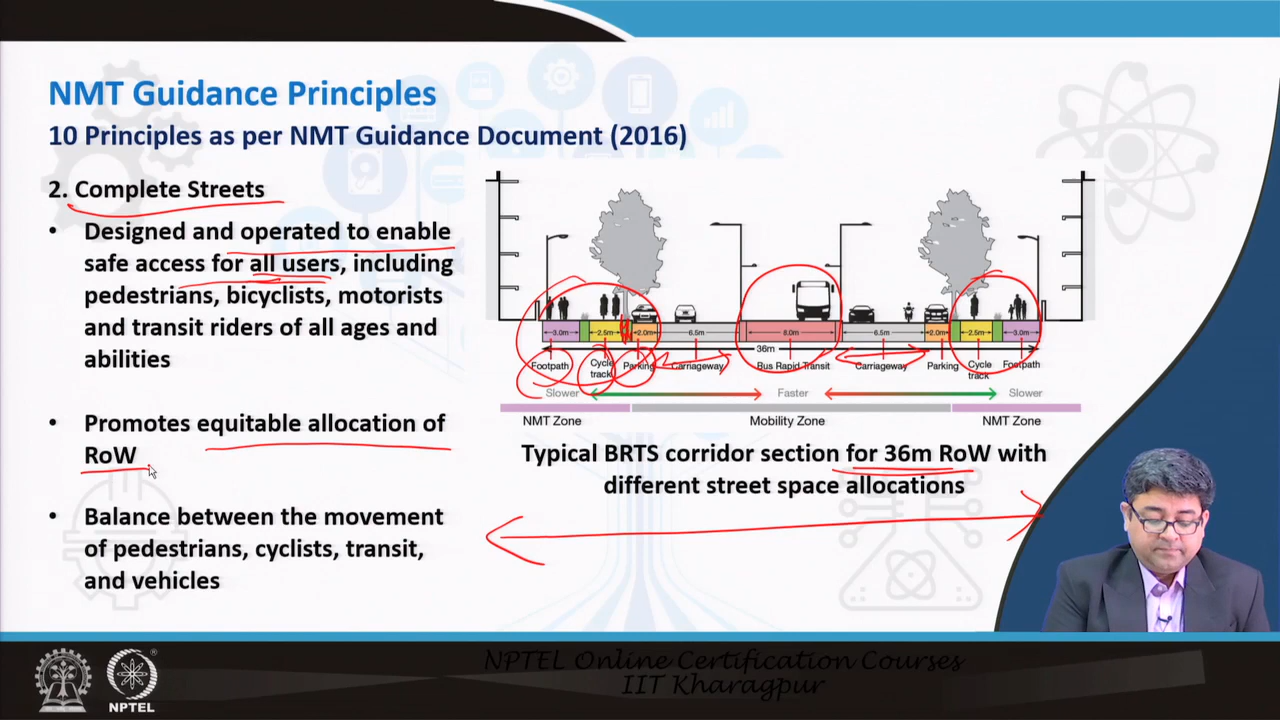 NMT Guidance Principles
10 Principles as per NMT Guidance Document (2016)
2. Complete Streets
• Designed and operated to enable
safe access for all users, including
pedestrians, bicyclists, motorists
and transit riders of all ages and
abilities
• Promotes equitable allocation of
RoW
• Balance between the movement
of pedestrians, cyclists, transit,
and vehicles
3.0m 2.5m 2.0m 6.5m 8.0m 6.5m 2.0m 2.5m 3.0m
36m
Footpath Cycle track Parking Carriageway Bus Rapid Transit Carriageway Parking Cycle track Footpath
Slower Faster Slower
NMT Zone Mobility Zone NMT Zone
Typical BRTS corridor section for 36m RoW with
different street space allocations
NPTEL Online Certification Courses
IIT Kharagpur
NPTEL